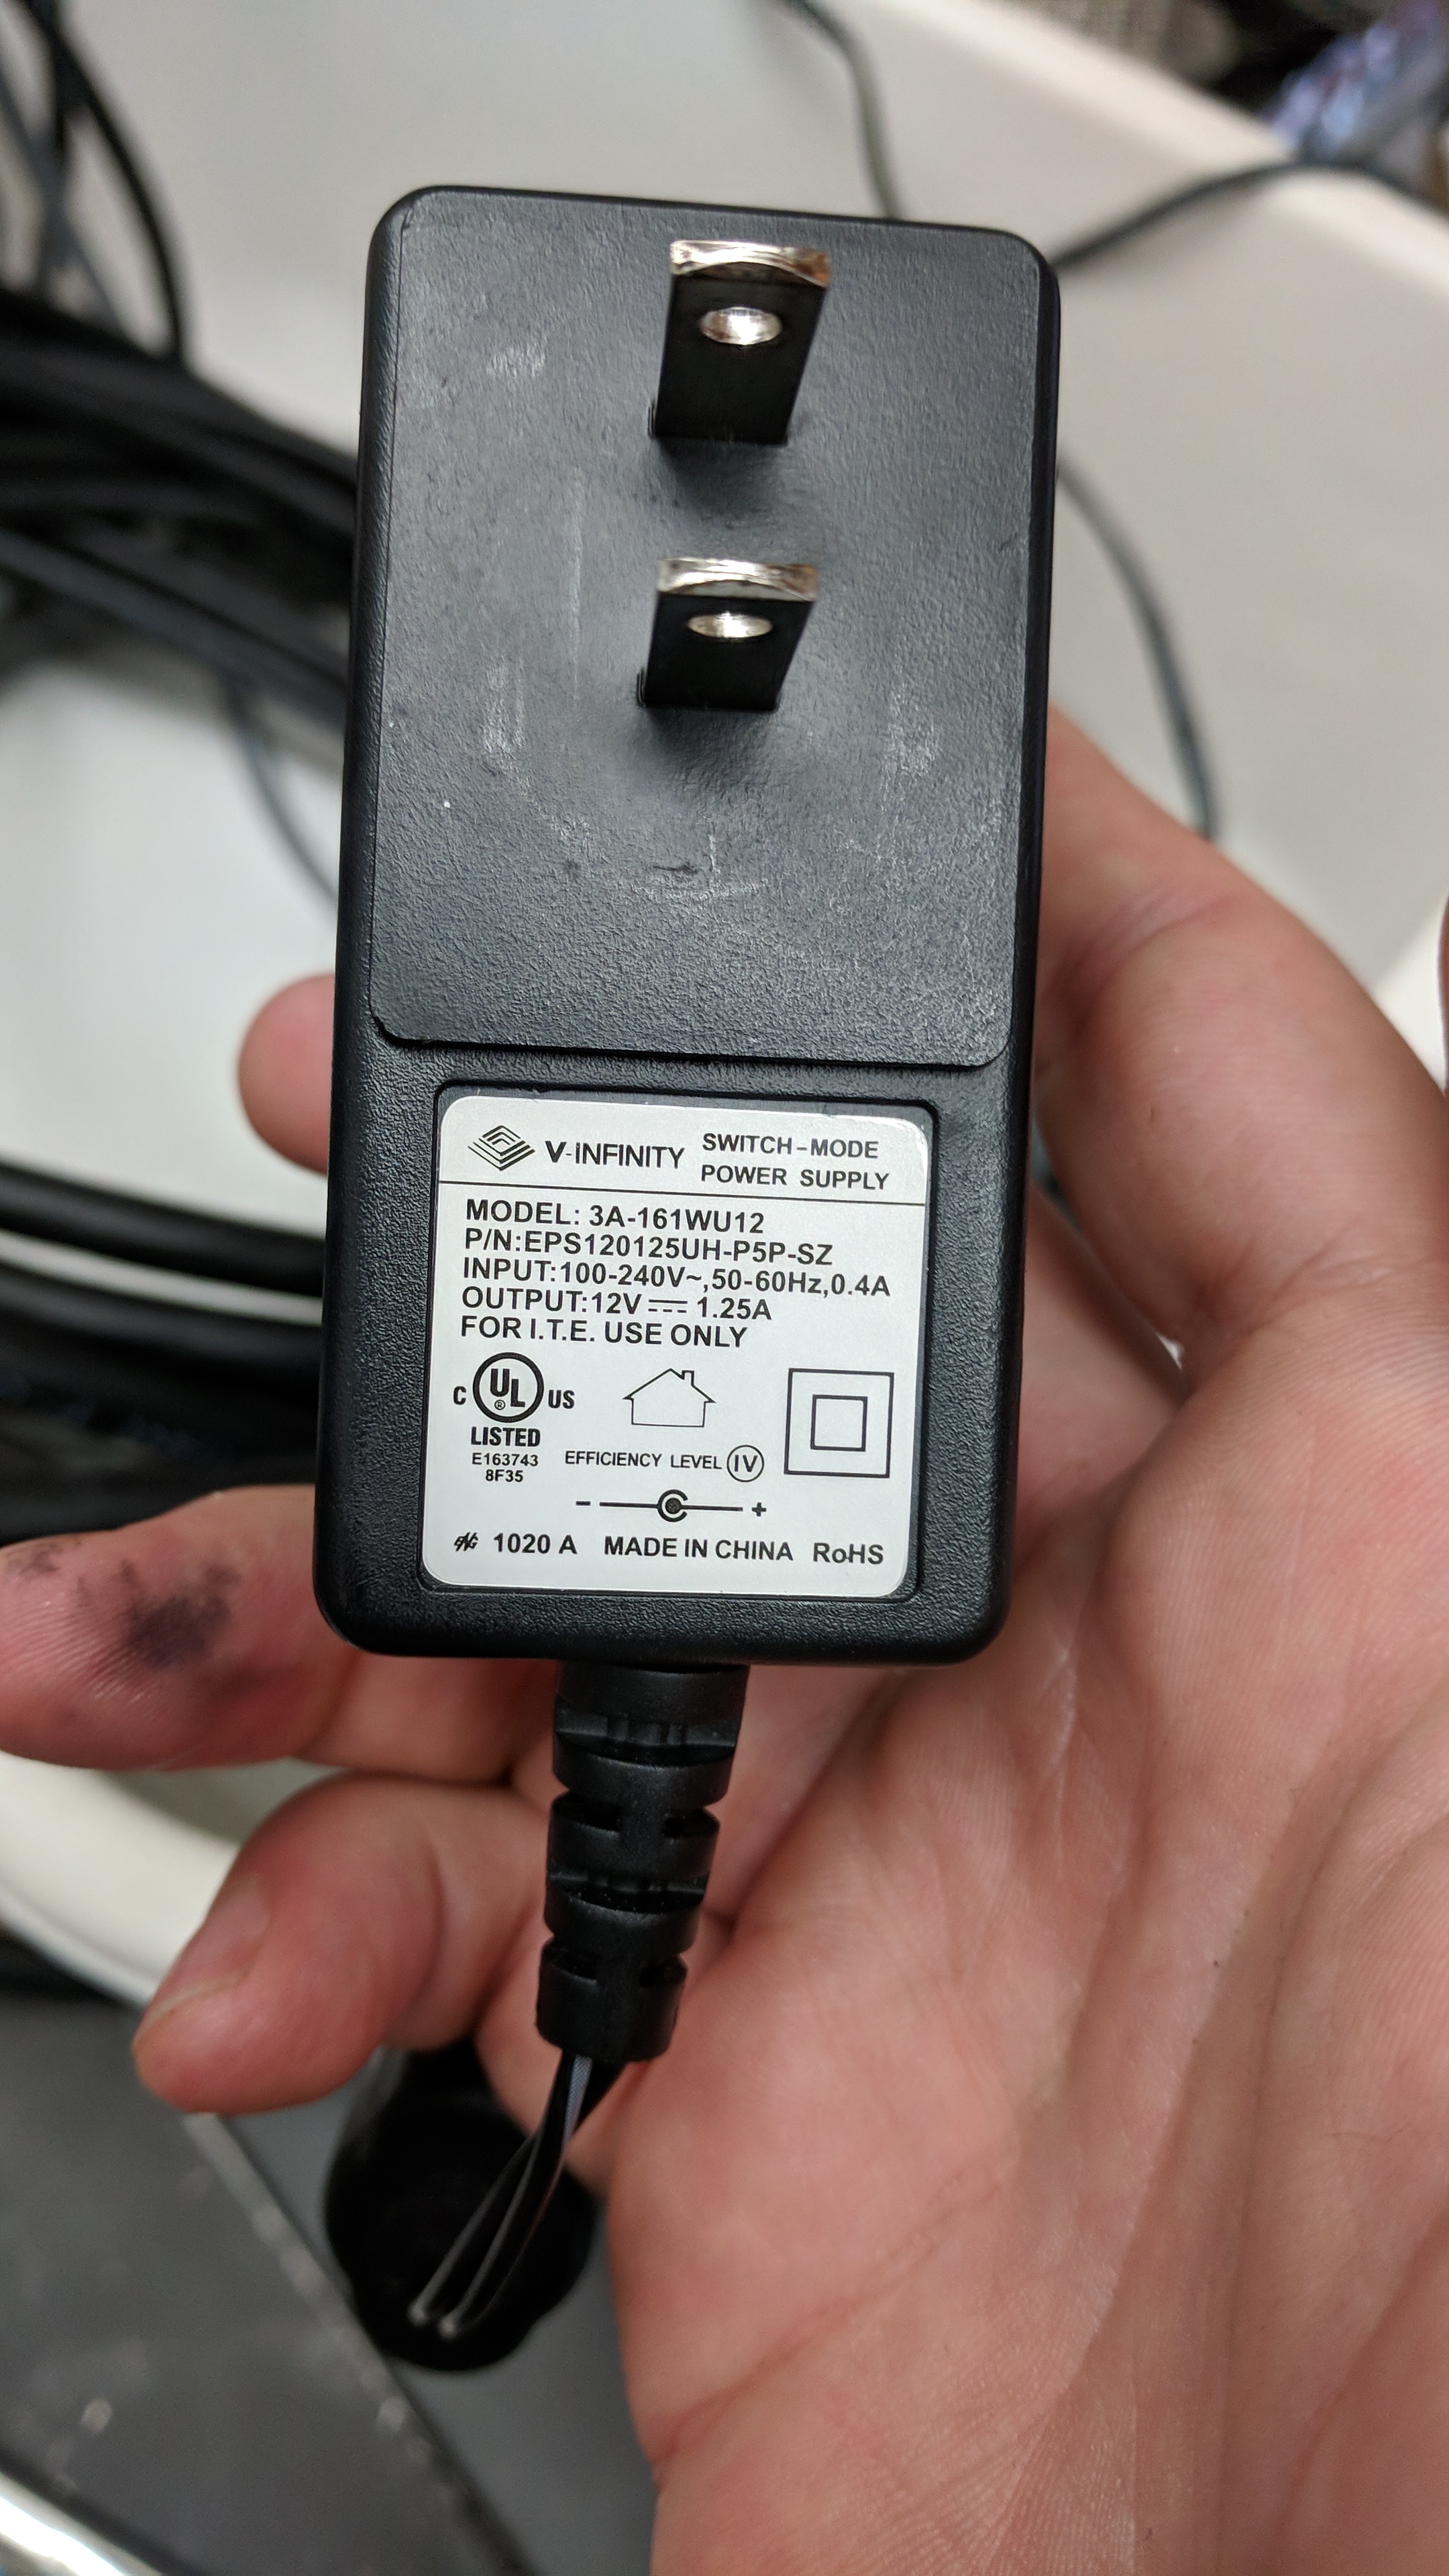 V-INFINITY SWITCH-MODE
POWER SUPPLY
MODEL: 3A-161WU12
P/N:EPS120125UH-P5P-SZ
INPUT:100-240V~,50-60Hz,0.4A
OUTPUT:12V⎓1.25A
FOR I.T.E. USE ONLY
C UL® US
LISTED
E163743
8F35
EFFICIENCY LEVEL IV
- +
1020 A MADE IN CHINA RoHS